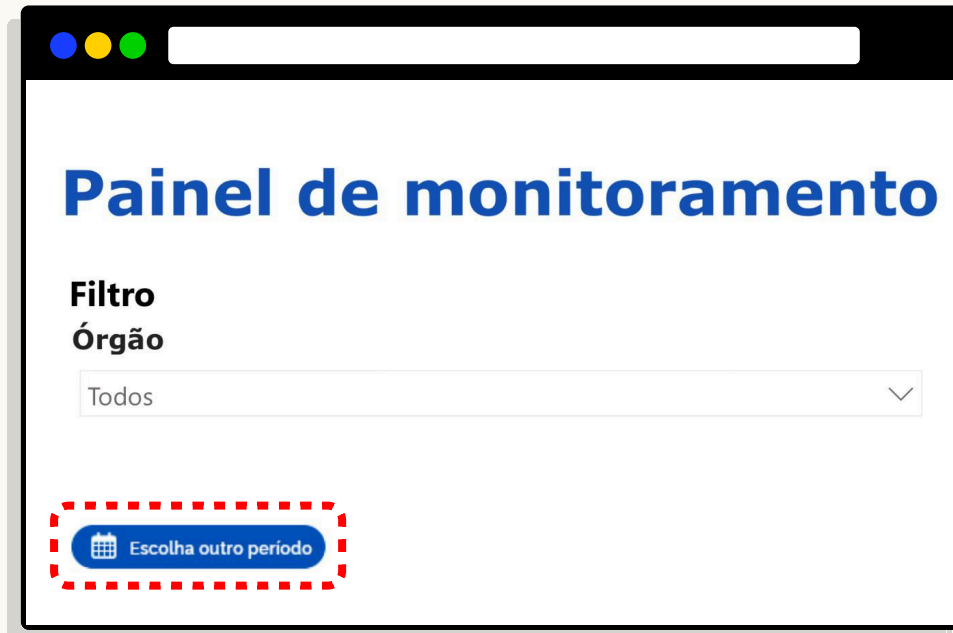 Painel de monitoramento
Filtro
Órgão
Todos
Escolha outro período